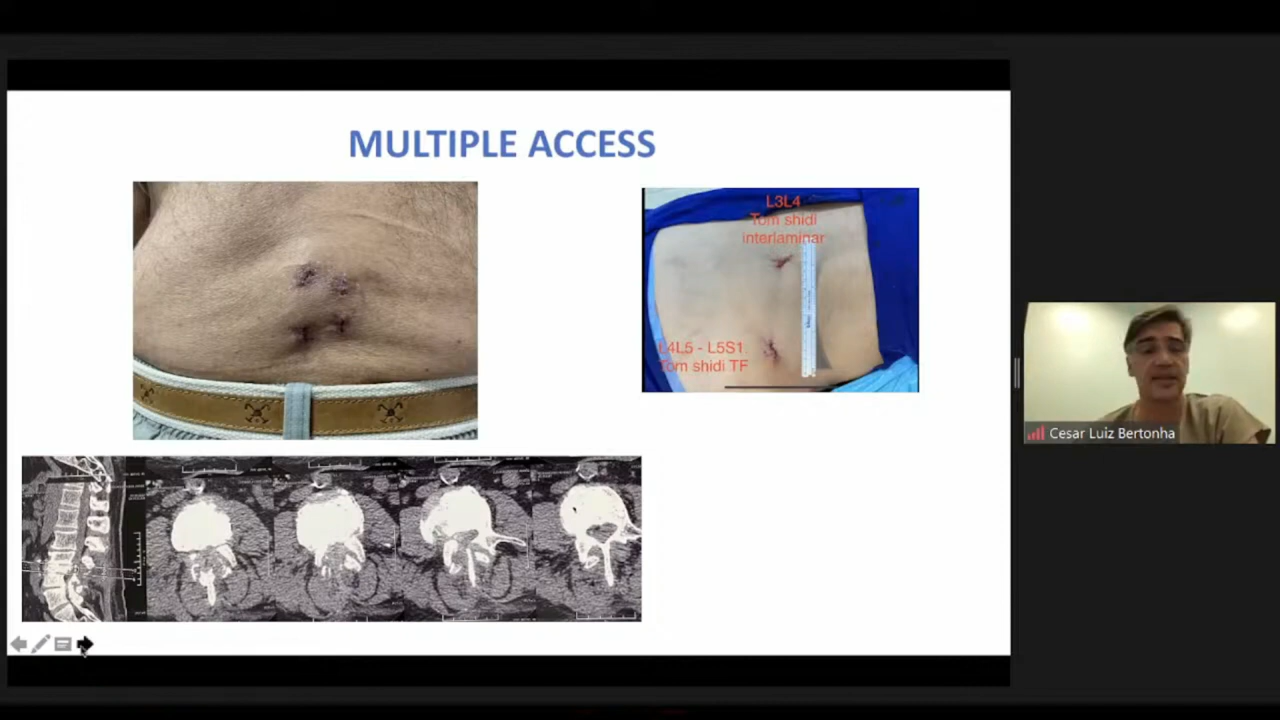 MULTIPLE ACCESS
L3L4
Tom shidi
interlaminar
L4L5 - L5S1.
Tom shidi TF
Cesar Luiz Bertonha